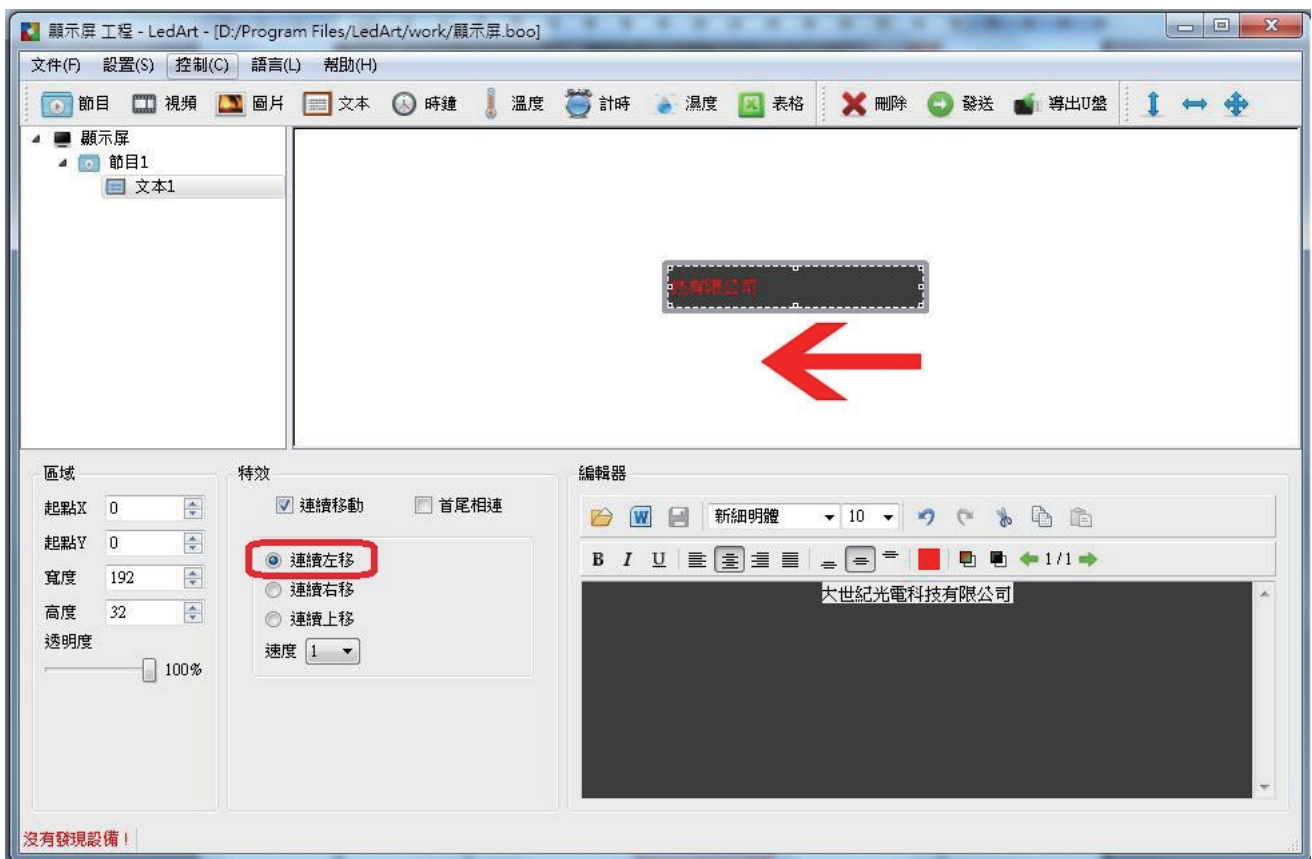 顯示屏 工程 - LedArt - [D:/Program Files/LedArt/work/顯示屏.boo]
文件(F) 設置(S) 控制(C) 語言(L) 幫助(H)
節目 視頻 圖片 文本 時鐘 溫度 計時 濕度 表格 刪除 發送 導出U盤
顯示屏
節目1
文本1
技有限公司
區域
起點X 0
起點Y 0
寬度 192
高度 32
透明度
100%
特效
連續移動 首尾相連
連續左移
連續右移
連續上移
速度 1
編輯器
新細明體 10
B I U 1/1
大世紀光電科技有限公司
沒有發現設備！